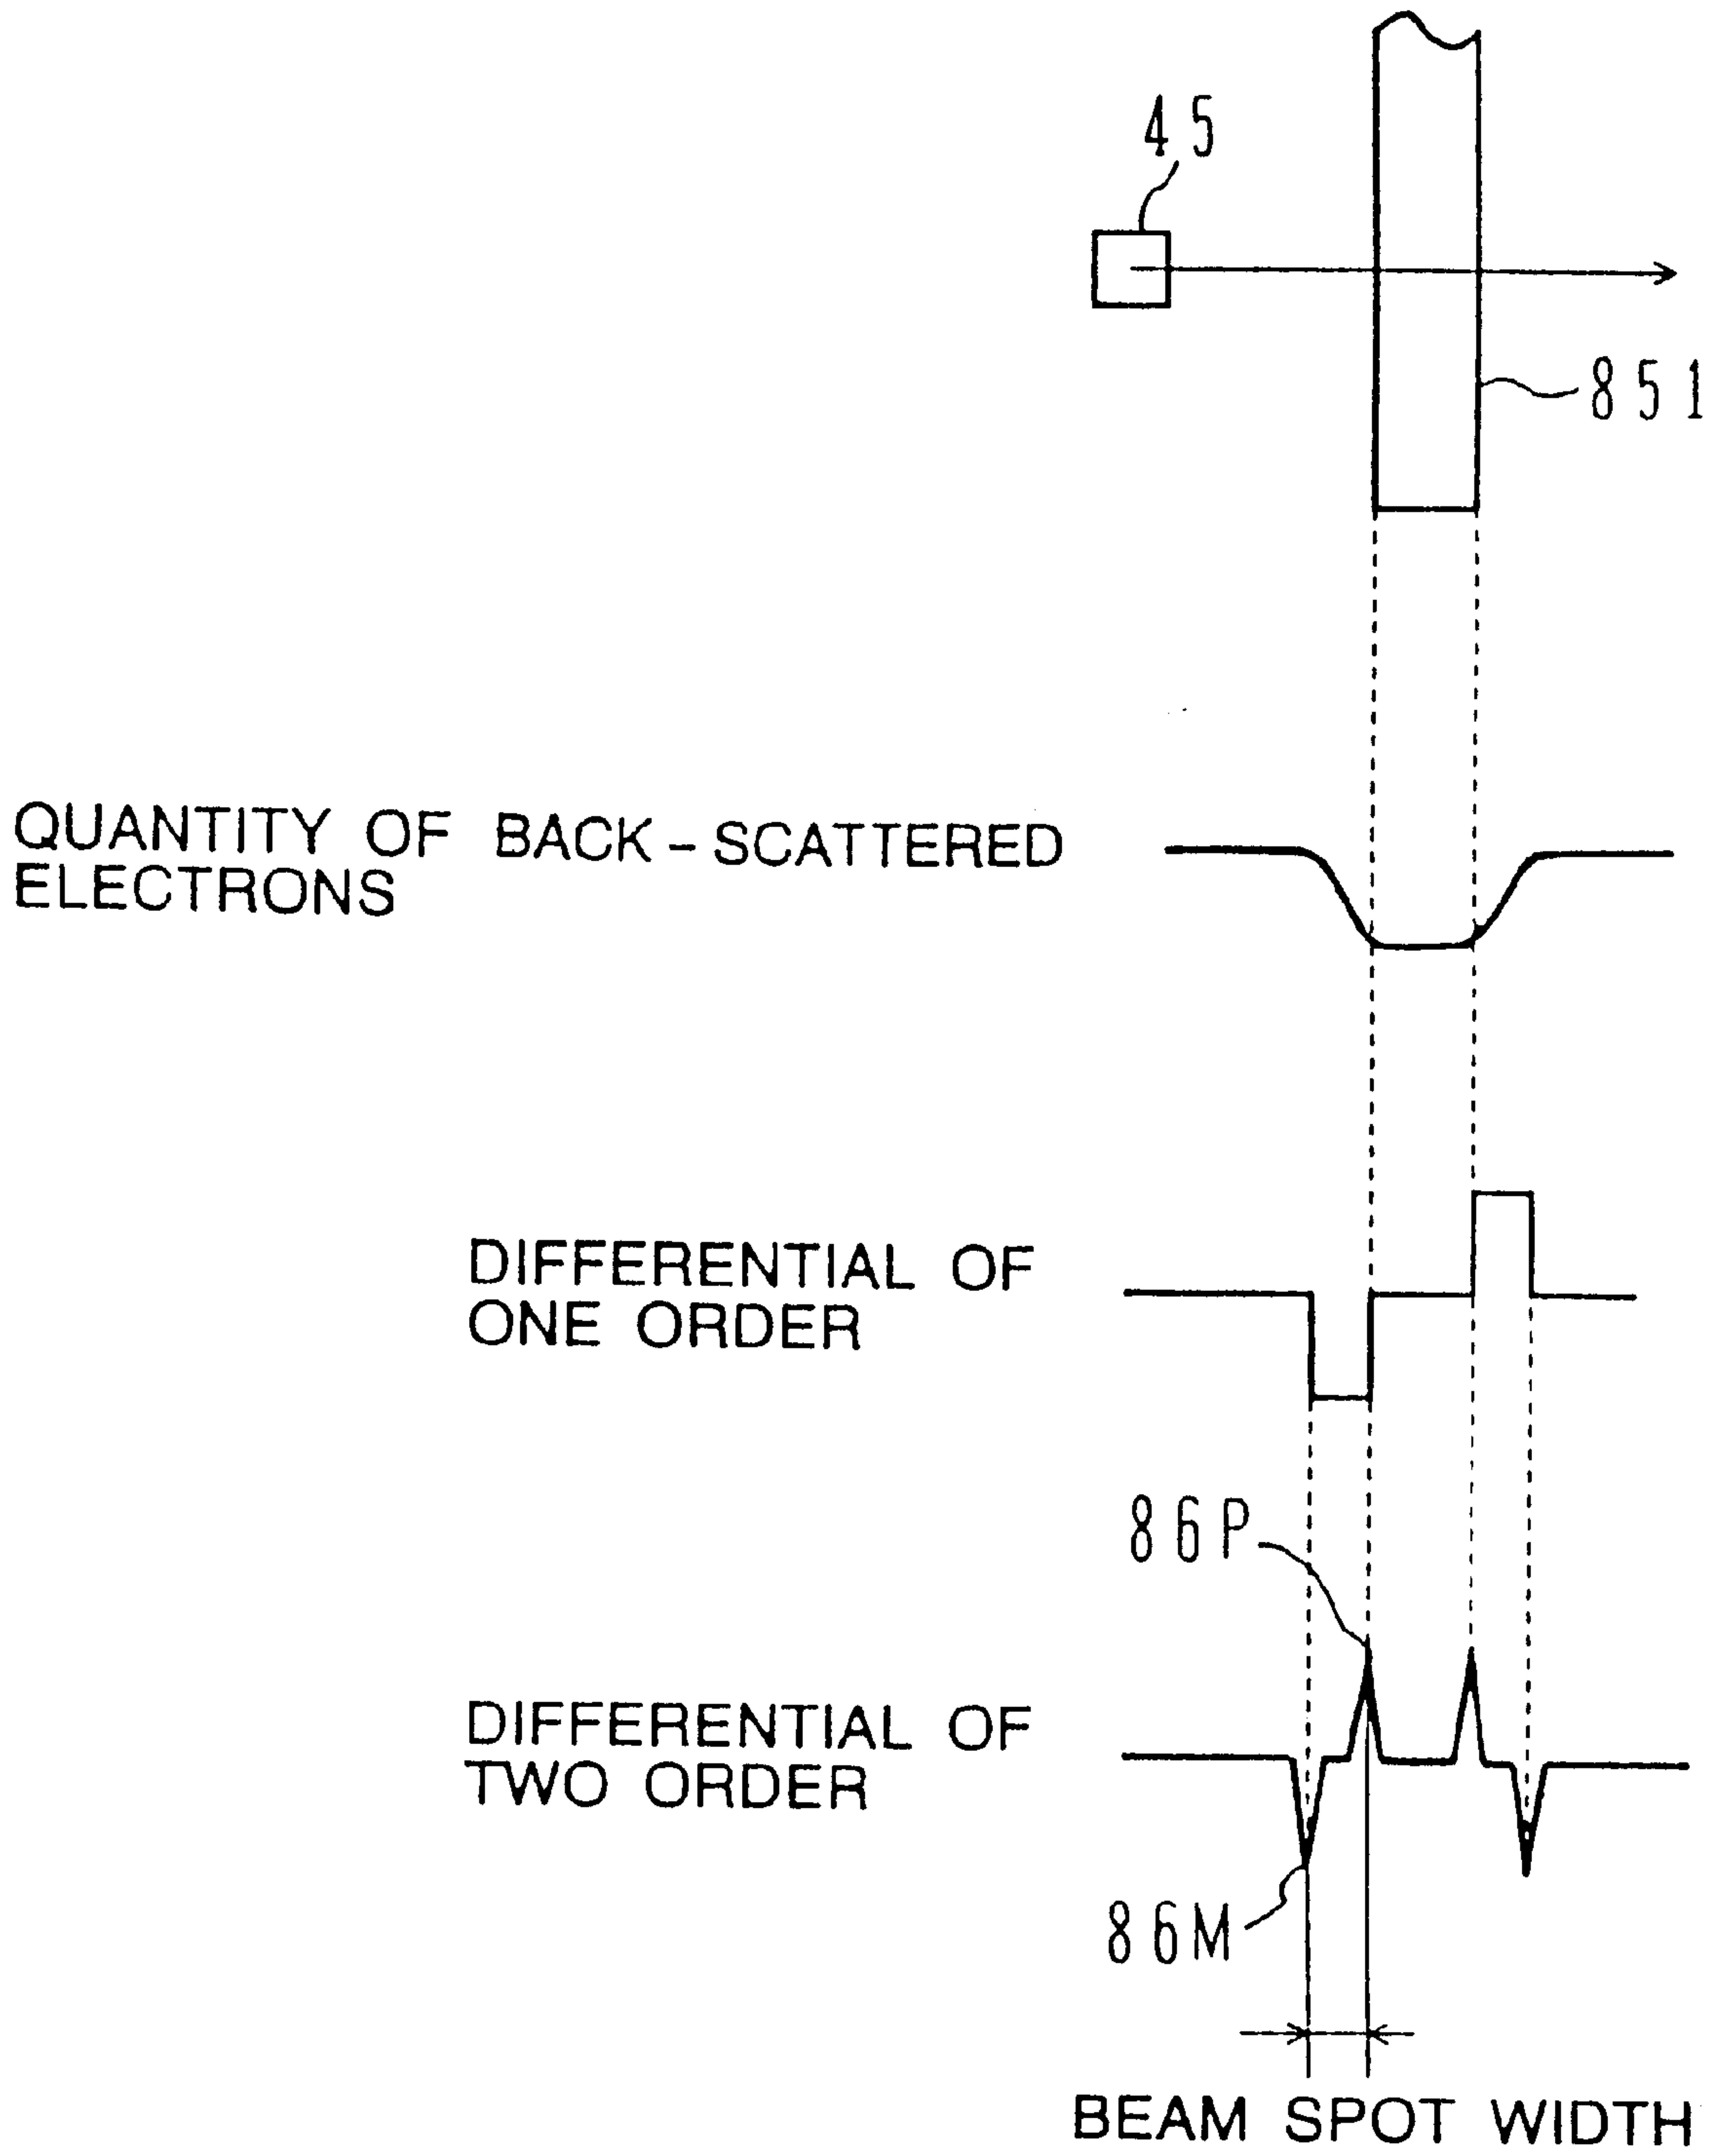 45
851
QUANTITY OF BACK-SCATTERED
ELECTRONS
DIFFERENTIAL OF
ONE ORDER
86P
DIFFERENTIAL OF
TWO ORDER
86M
BEAM SPOT WIDTH